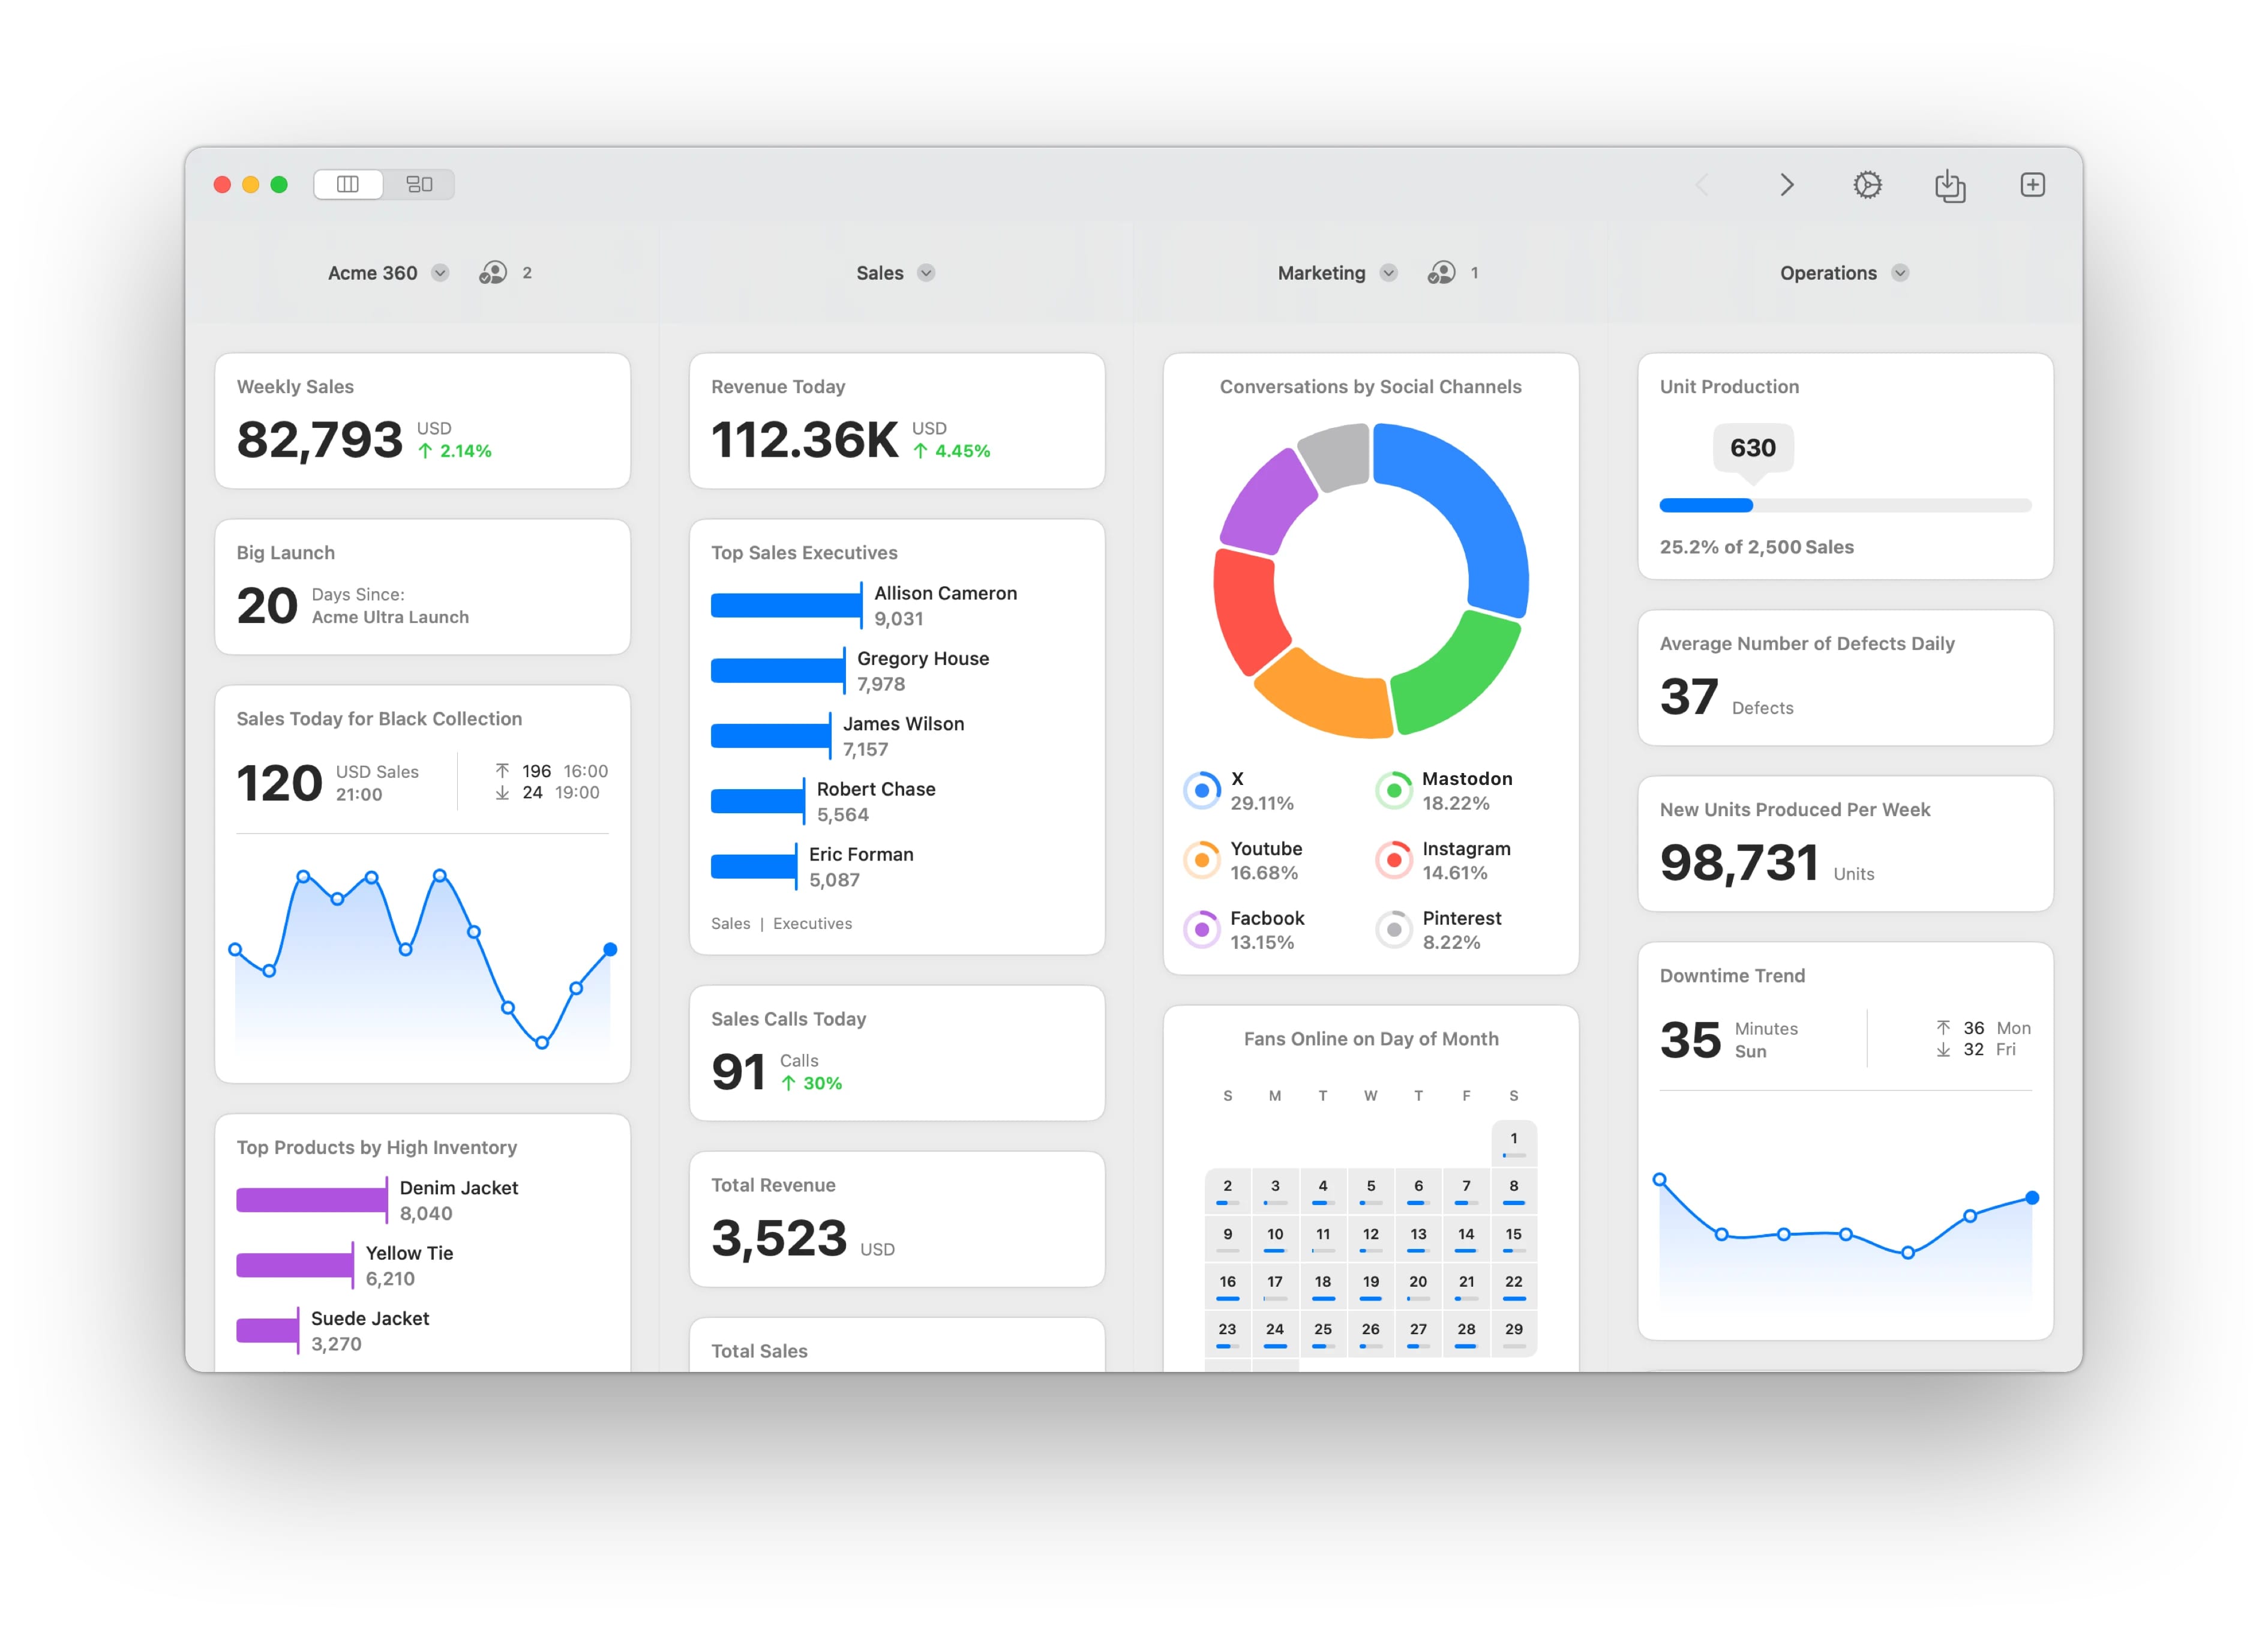 Acme 360 2
Sales
Marketing 1
Operations
Weekly Sales
82,793 USD
↑ 2.14%
Big Launch
20 Days Since:
Acme Ultra Launch
Sales Today for Black Collection
120 USD Sales
21:00
196 16:00
24 19:00
Top Products by High Inventory
Denim Jacket
8,040
Yellow Tie
6,210
Suede Jacket
3,270
Revenue Today
112.36K USD
↑ 4.45%
Top Sales Executives
Allison Cameron
9,031
Gregory House
7,978
James Wilson
7,157
Robert Chase
5,564
Eric Forman
5,087
Sales | Executives
Sales Calls Today
91 Calls
↑ 30%
Total Revenue
3,523 USD
Total Sales
Conversations by Social Channels
X
29.11%
Mastodon
18.22%
Youtube
16.68%
Instagram
14.61%
Facbook
13.15%
Pinterest
8.22%
Fans Online on Day of Month
S M T W T F S
1
2 3 4 5 6 7 8
9 10 11 12 13 14 15
16 17 18 19 20 21 22
23 24 25 26 27 28 29
Unit Production
630
25.2% of 2,500 Sales
Average Number of Defects Daily
37 Defects
New Units Produced Per Week
98,731 Units
Downtime Trend
35 Minutes
Sun
36 Mon
32 Fri